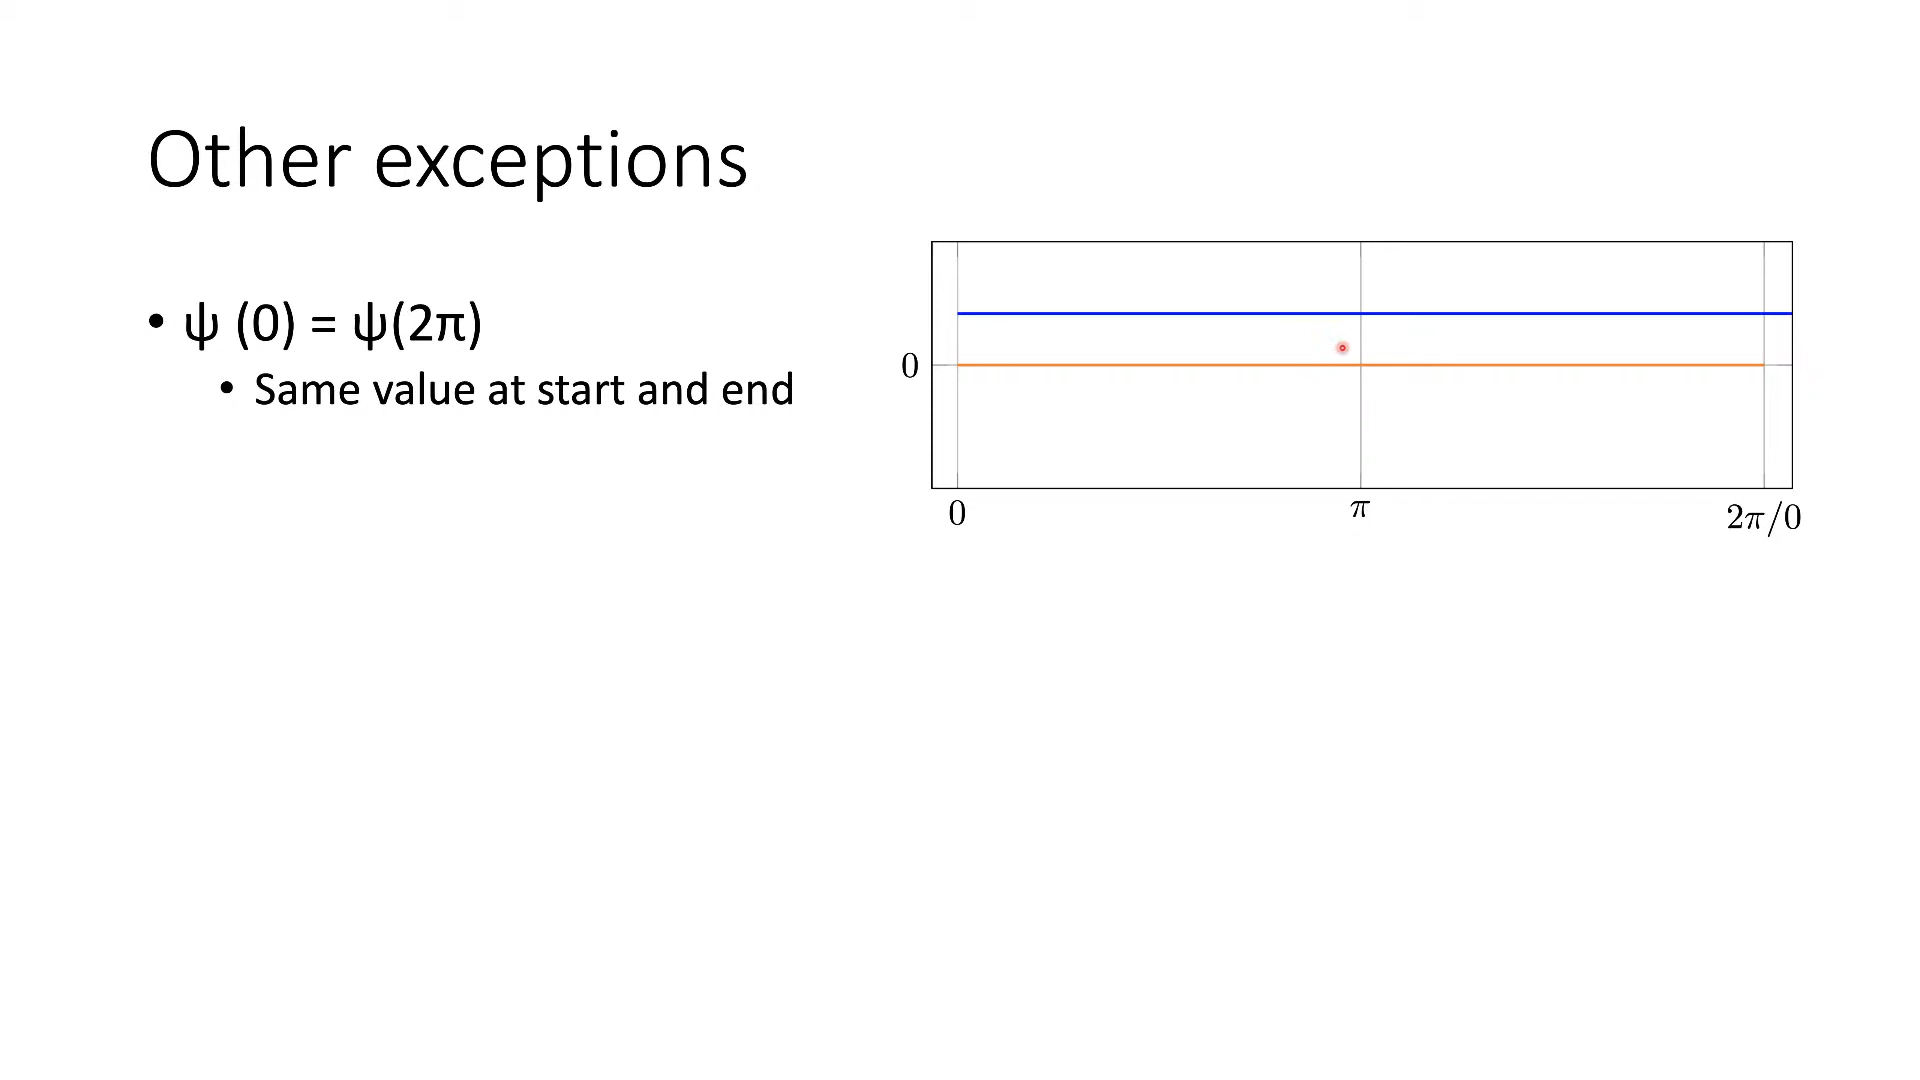 Other exceptions
• ψ (0) = ψ(2π)
• Same value at start and end
0
0
π
2π/0